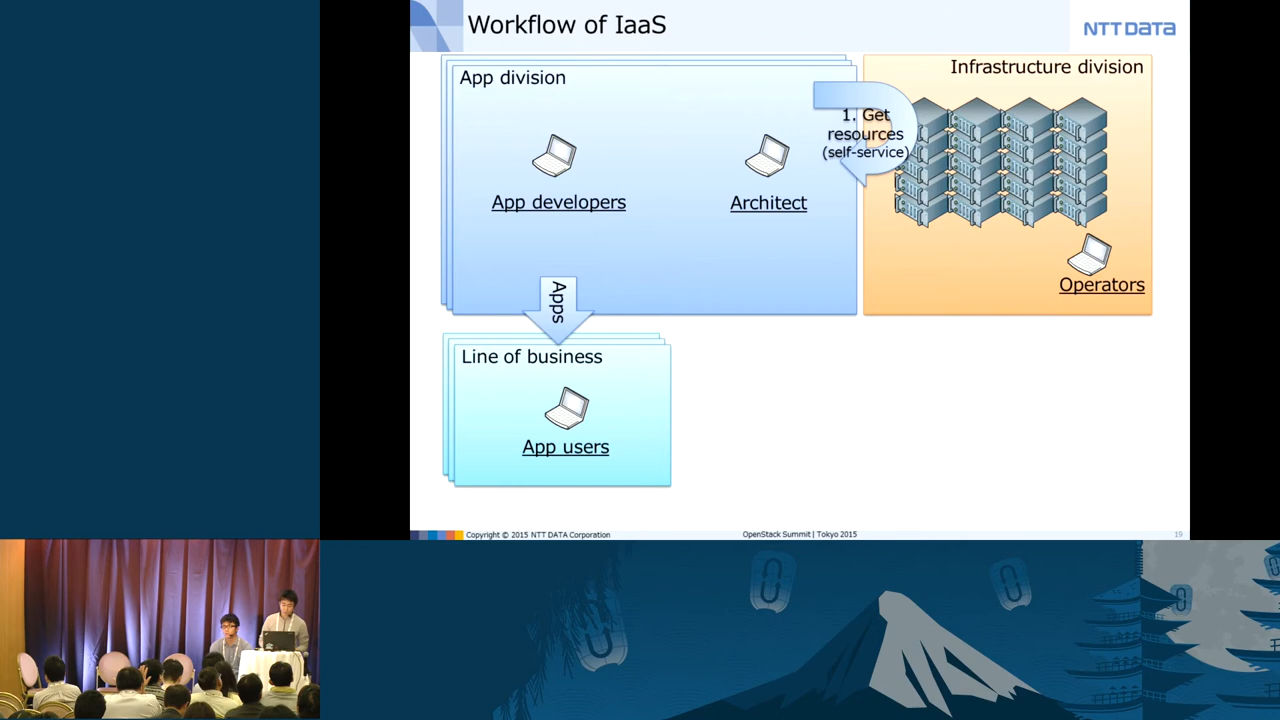 Workflow of IaaS
NTT DATA
App division
Infrastructure division
1. Get
resources
(self-service)
App developers
Architect
Operators
Apps
Line of business
App users
Copyright © 2015 NTT DATA Corporation
OpenStack Summit | Tokyo 2015
19